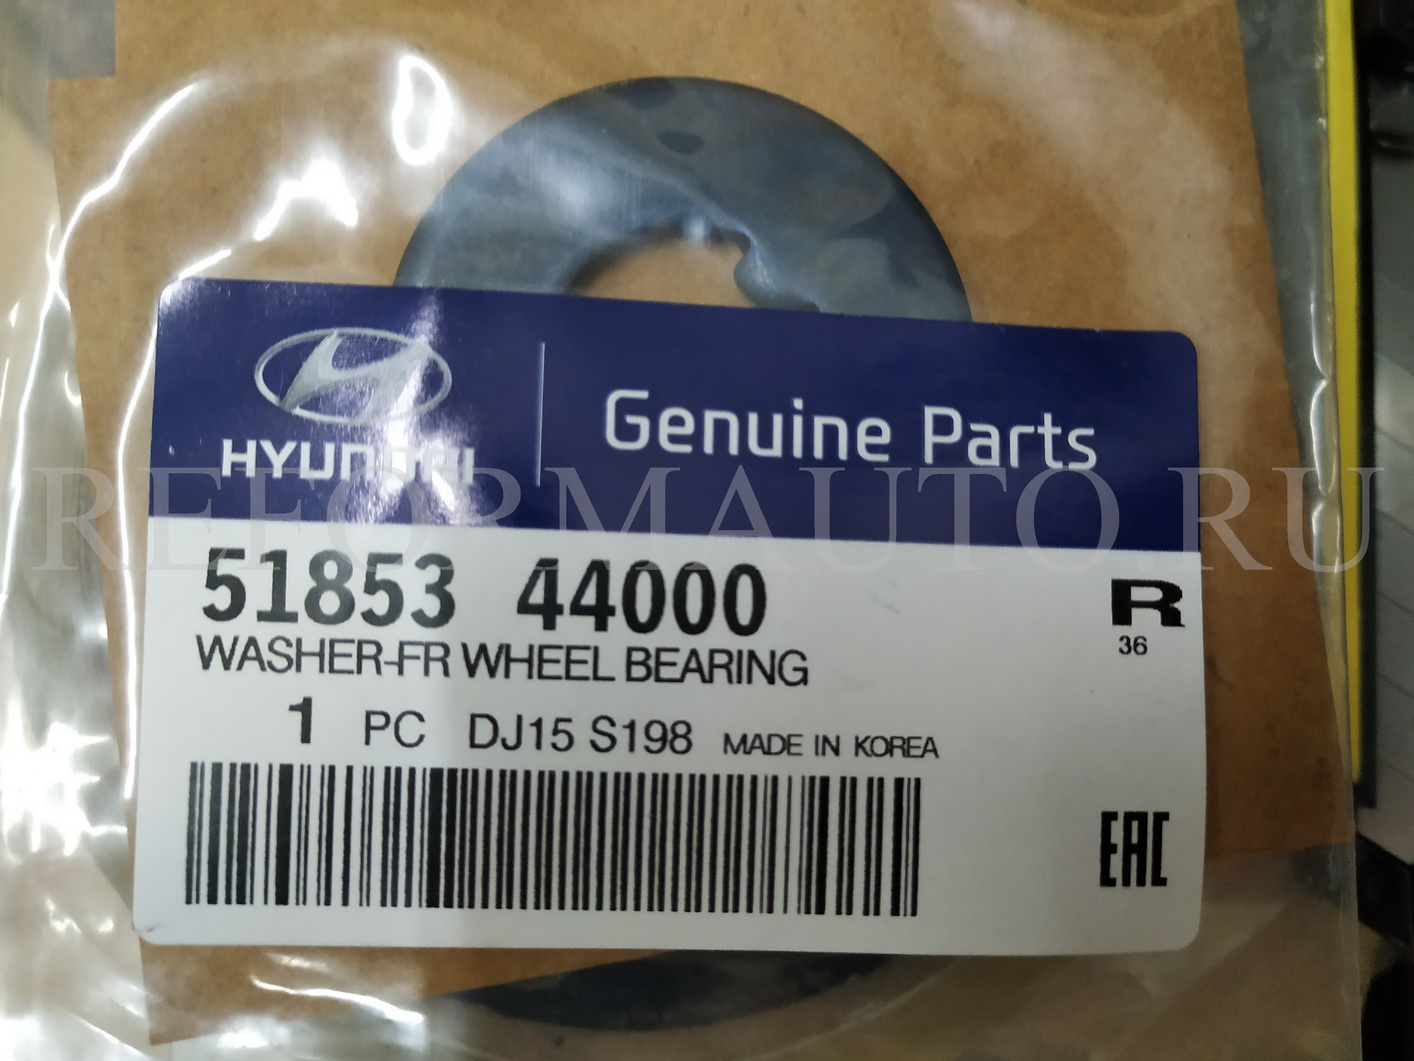 HYUNDAI
Genuine Parts
REFORMAUTO.RU
51853 44000
R
36
WASHER-FR WHEEL BEARING
1 PC DJ15 S198 MADE IN KOREA
EAC